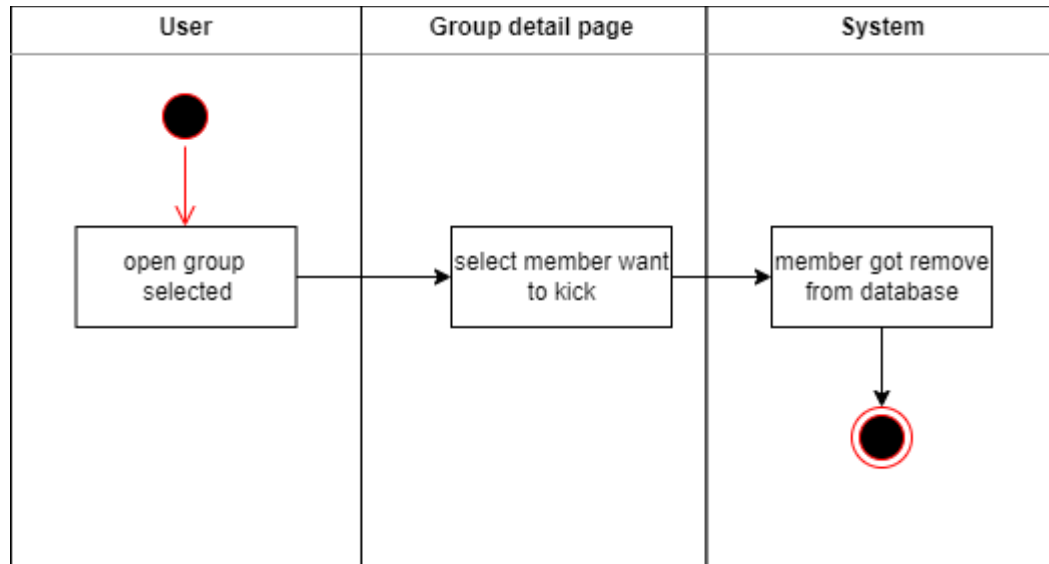 User
Group detail page
System
open group
selected
select member want
to kick
member got remove
from database